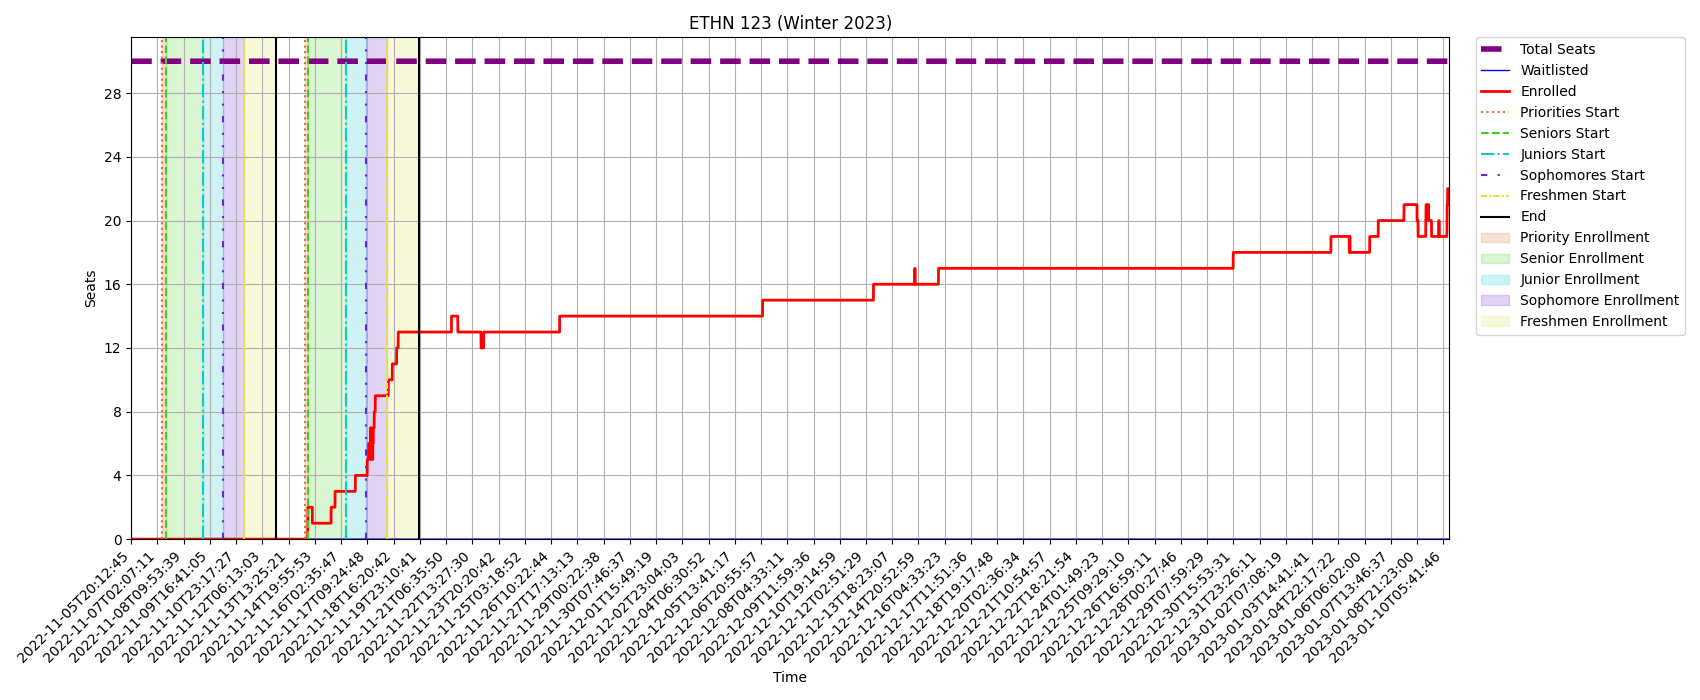 ETHN 123 (Winter 2023)
Total Seats
Waitlisted
Enrolled
Priorities Start
Seniors Start
Juniors Start
Sophomores Start
Freshmen Start
End
Priority Enrollment
Senior Enrollment
Junior Enrollment
Sophomore Enrollment
Freshmen Enrollment
Seats
28
24
20
16
12
8
4
0
2022-11-05T20:12:45
2022-11-07T02:07:11
2022-11-08T09:53:39
2022-11-09T16:41:05
2022-11-10T23:17:27
2022-11-12T06:13:03
2022-11-13T13:25:21
2022-11-14T19:55:53
2022-11-16T02:35:47
2022-11-17T09:24:48
2022-11-18T16:20:42
2022-11-19T23:10:41
2022-11-21T06:35:50
2022-11-22T13:27:30
2022-11-23T20:20:42
2022-11-25T03:18:52
2022-11-26T10:22:44
2022-11-27T17:13:13
2022-11-29T00:22:38
2022-11-30T07:46:37
2022-12-01T15:49:19
2022-12-02T23:04:03
2022-12-04T06:30:52
2022-12-05T13:41:17
2022-12-06T20:55:57
2022-12-08T04:33:11
2022-12-09T11:59:36
2022-12-10T19:14:59
2022-12-12T02:51:29
2022-12-13T18:23:07
2022-12-14T20:52:59
2022-12-16T04:33:23
2022-12-17T11:51:36
2022-12-18T19:17:48
2022-12-20T02:36:34
2022-12-21T10:54:57
2022-12-22T18:21:54
2022-12-24T01:49:23
2022-12-25T09:29:10
2022-12-26T16:59:11
2022-12-28T00:27:46
2022-12-29T07:59:29
2022-12-30T15:53:31
2022-12-31T23:26:11
2023-01-02T07:08:19
2023-01-03T14:41:41
2023-01-04T22:17:22
2023-01-06T06:02:00
2023-01-07T13:46:37
2023-01-08T21:23:00
2023-01-10T05:41:46
Time